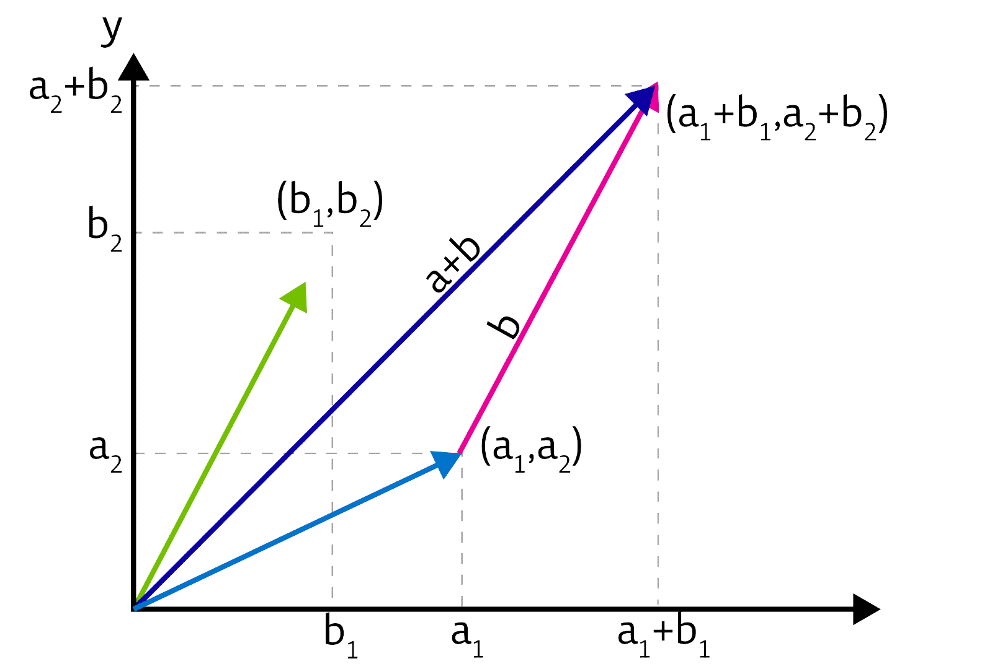 y
a₂+b₂
(a₁+b₁,a₂+b₂)
(b₁,b₂)
b₂
a+b
b
(a₁,a₂)
a₂
b₁
a₁
a₁+b₁